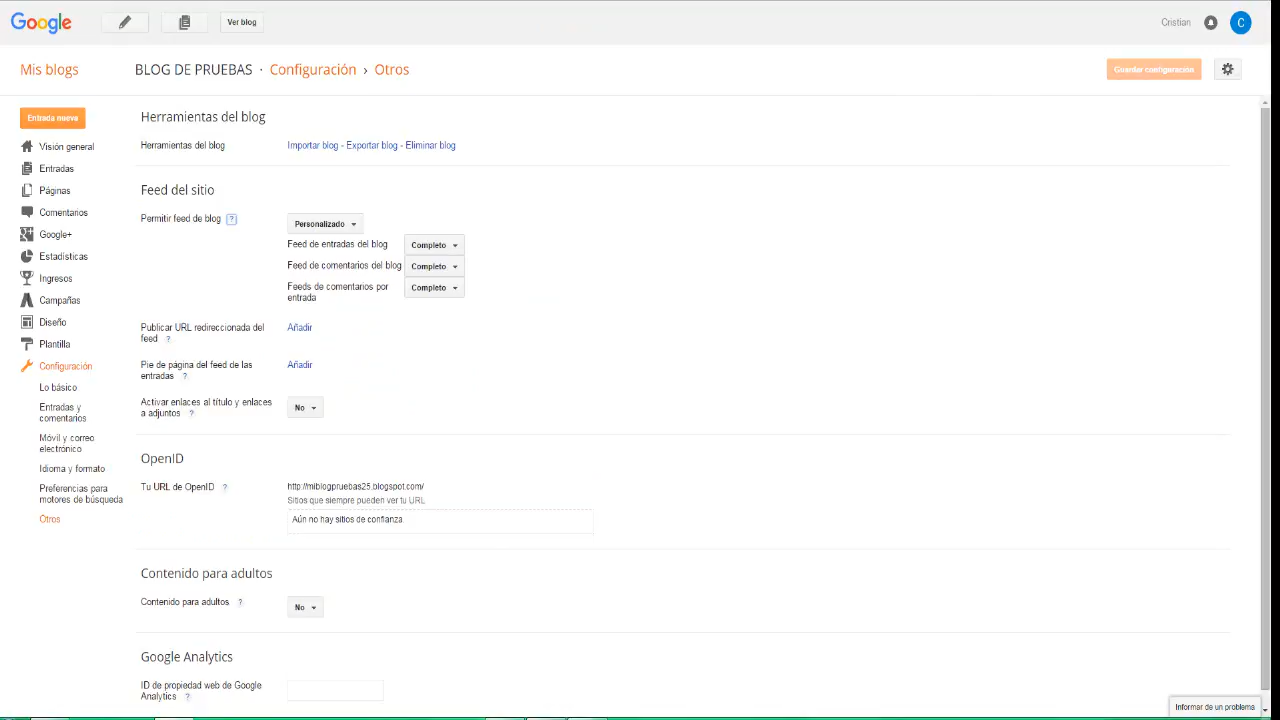 Google
Ver blog
Cristian
C
Mis blogs
BLOG DE PRUEBAS · Configuración › Otros
Guardar configuración
Entrada nueva
Visión general
Entradas
Páginas
Comentarios
Google+
Estadísticas
Ingresos
Campañas
Diseño
Plantilla
Configuración
Lo básico
Entradas y
comentarios
Móvil y correo
electrónico
Idioma y formato
Preferencias para
motores de búsqueda
Otros
Herramientas del blog
Herramientas del blog
Importar blog - Exportar blog - Eliminar blog
Feed del sitio
Permitir feed de blog ?
Personalizado
Feed de entradas del blog Completo
Feed de comentarios del blog Completo
Feeds de comentarios por
entrada
Completo
Publicar URL redireccionada del
feed ?
Añadir
Pie de página del feed de las
entradas ?
Añadir
Activar enlaces al título y enlaces
a adjuntos ?
No
OpenID
Tu URL de OpenID ?
http://miblogpruebas25.blogspot.com/
Sitios que siempre pueden ver tu URL
Aún no hay sitios de confianza
Contenido para adultos
Contenido para adultos ?
No
Google Analytics
ID de propiedad web de Google
Analytics ?
Informar de un problema